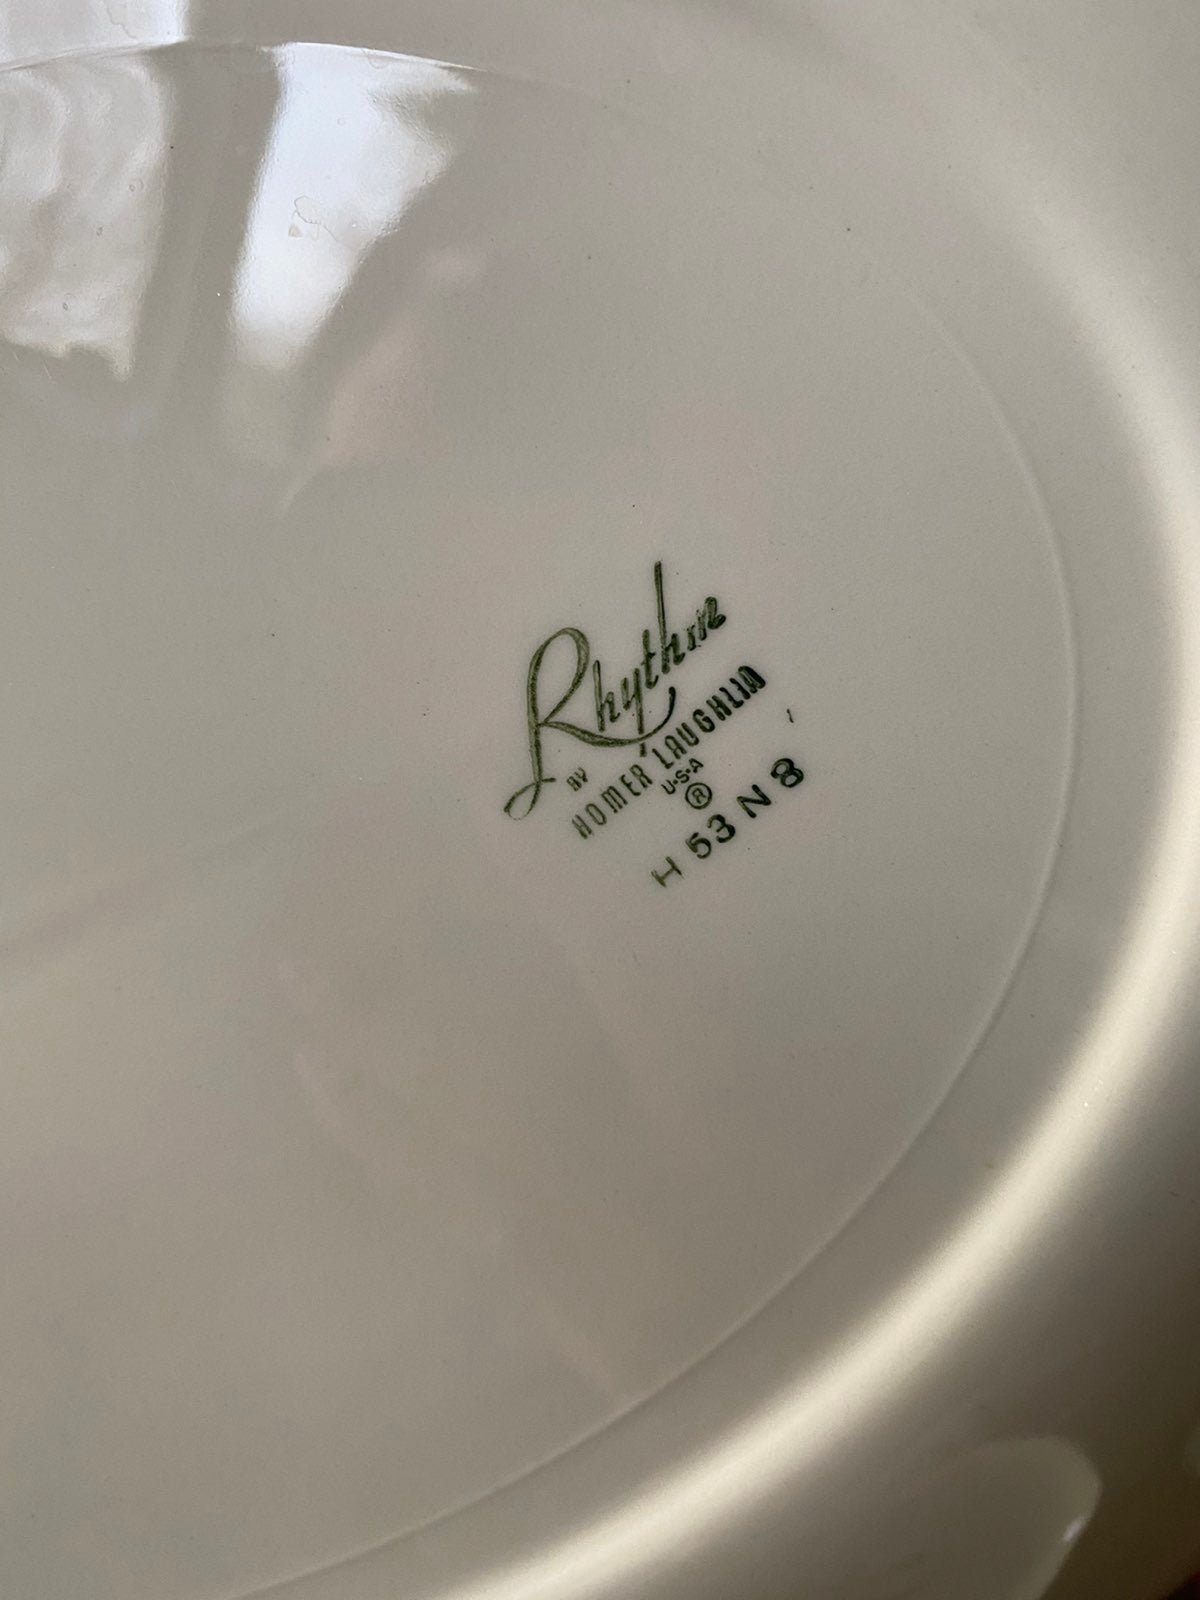 Rhythm
BY
HOMER LAUGHLIN
U·S·A
®
H 53 N 8